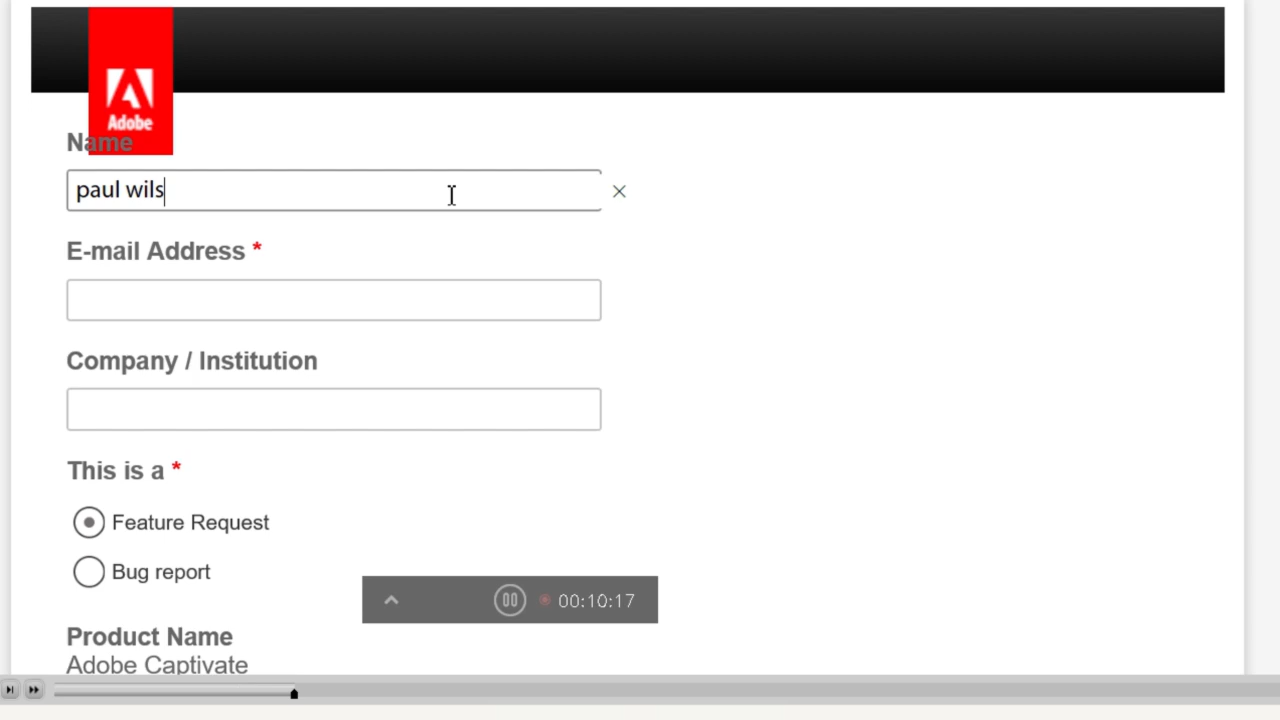 Adobe
Name
paul wils
E-mail Address *
Company / Institution
This is a *
Feature Request
Bug report
00:10:17
Product Name
Adobe Captivate